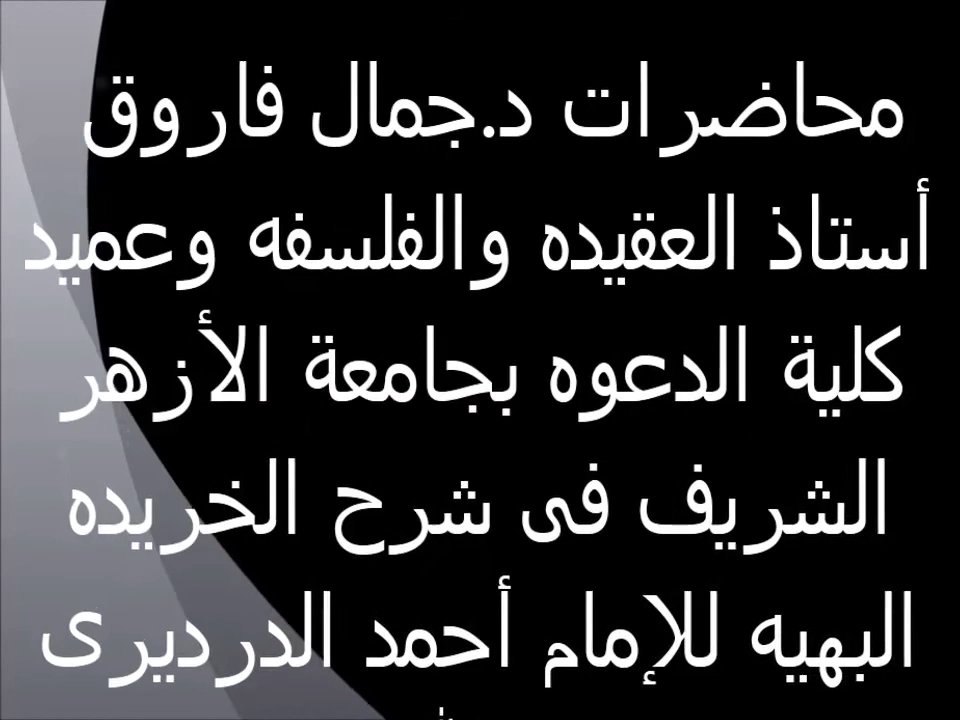 محاضرات د.جمال فاروق
أستاذ العقيده والفلسفه وعميد
كلية الدعوه بجامعة الأزهر
الشريف فى شرح الخريده
البهيه للإمام أحمد الدرديرى